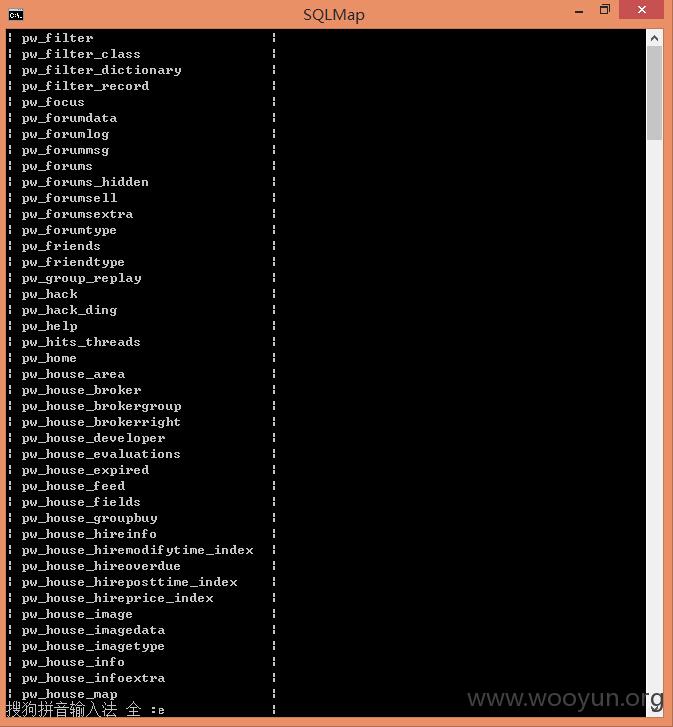 SQLMap
| pw_filter |
| pw_filter_class |
| pw_filter_dictionary |
| pw_filter_record |
| pw_focus |
| pw_forumdata |
| pw_forumlog |
| pw_forummsg |
| pw_forums |
| pw_forums_hidden |
| pw_forumsell |
| pw_forumsextra |
| pw_forumtype |
| pw_friends |
| pw_friendtype |
| pw_group_replay |
| pw_hack |
| pw_hack_ding |
| pw_help |
| pw_hits_threads |
| pw_home |
| pw_house_area |
| pw_house_broker |
| pw_house_brokergroup |
| pw_house_brokerright |
| pw_house_developer |
| pw_house_evaluations |
| pw_house_expired |
| pw_house_feed |
| pw_house_fields |
| pw_house_groupbuy |
| pw_house_hireinfo |
| pw_house_hiremodifytime_index |
| pw_house_hireoverdue |
| pw_house_hireposttime_index |
| pw_house_hireprice_index |
| pw_house_image |
| pw_house_imagedata |
| pw_house_imagetype |
| pw_house_info |
| pw_house_infoextra |
| pw_house_map |
搜狗拼音输入法 全 :e |
www.wooyun.org